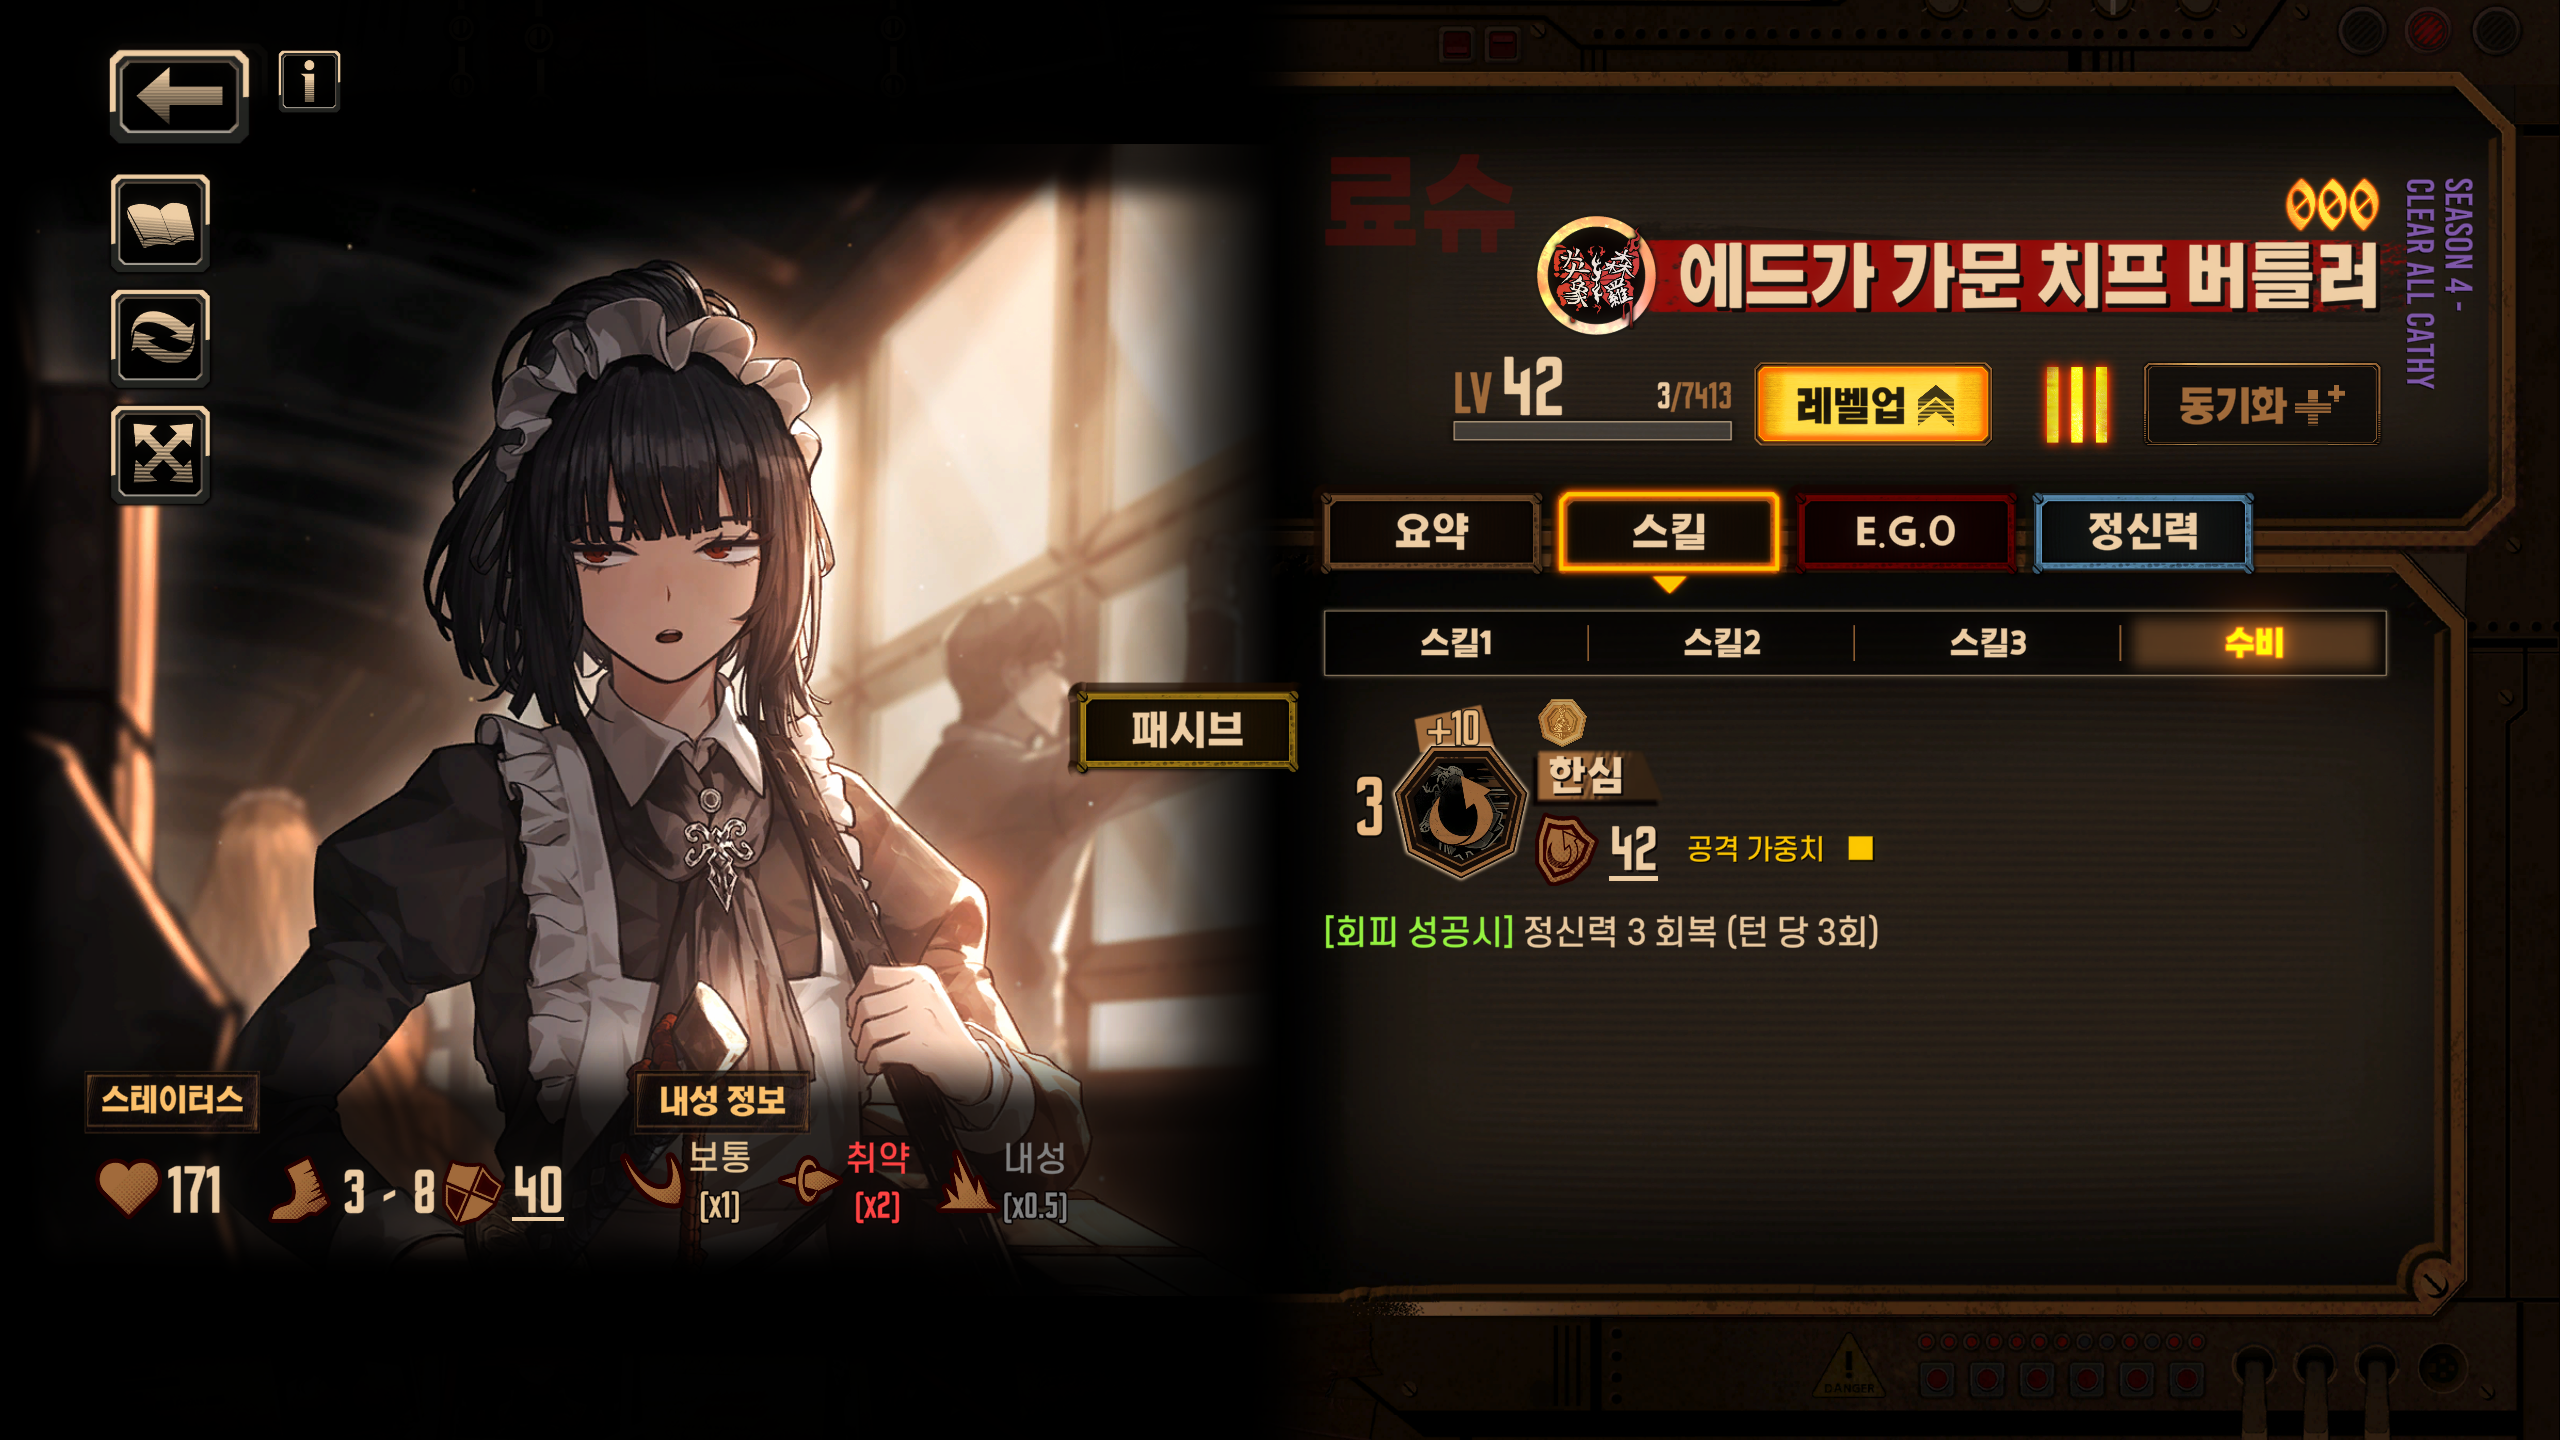 료슈
000
에드가 가문 치프 버틀러
SEASON 4 -
CLEAR ALL CATHY
LV 42
3/7413
레벨업
동기화
요약
스킬
E.G.O
정신력
스킬1
스킬2
스킬3
수비
패시브
+10
3
한심
42
공격 가중치
[회피 성공시] 정신력 3 회복 (턴 당 3회)
스테이터스
171
3 - 8
40
내성 정보
보통
[x1]
취약
[x2]
내성
[x0.5]
DANGER